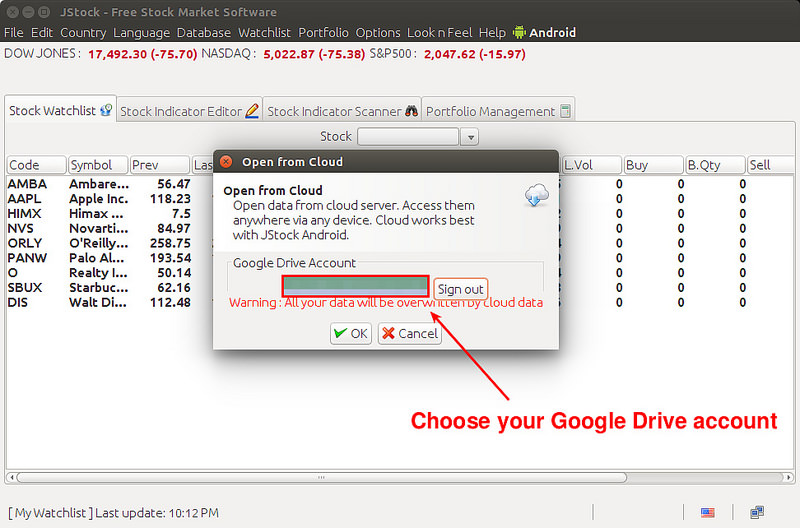 JStock - Free Stock Market Software
File Edit Country Language Database Watchlist Portfolio Options Look n Feel Help Android
DOW JONES : 17,492.30 (-75.70) NASDAQ : 5,022.87 (-75.38) S&P500 : 2,047.62 (-15.97)
Stock Watchlist Stock Indicator Editor Stock Indicator Scanner Portfolio Management
Stock
Code Symbol Prev Las L.Vol Buy B.Qty Sell
AMBA Ambare... 56.47 0 0 0
AAPL Apple Inc. 118.23 0 0 0
HIMX Himax ... 7.5 0 0 0
NVS Novarti... 84.97 0 0 0
ORLY O'Reilly... 258.75 0 0 0
PANW Palo Al... 193.54 0 0 0
O Realty I... 50.14 0 0 0
SBUX Starbuc... 62.16 0 0 0
DIS Walt Di... 112.48 0 0 0
Open from Cloud
Open from Cloud
Open data from cloud server. Access them
anywhere via any device. Cloud works best
with JStock Android.
Google Drive Account
Sign out
Warning : All your data will be overwritten by cloud data
OK Cancel
Choose your Google Drive account
[ My Watchlist ] Last update: 10:12 PM